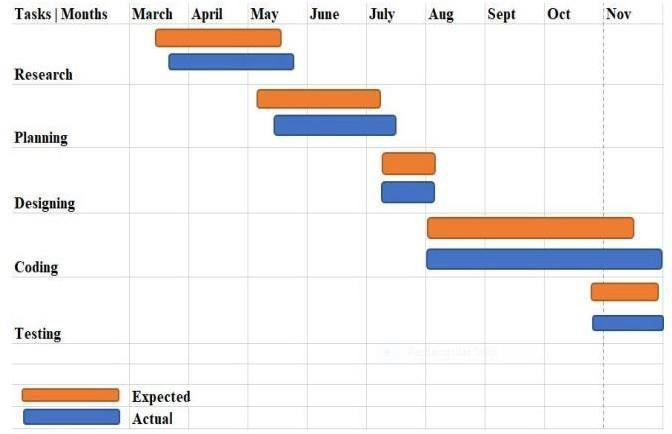 Tasks | Months March April May June July Aug Sept Oct Nov
Research
Planning
Designing
Coding
Testing
Expected
Actual